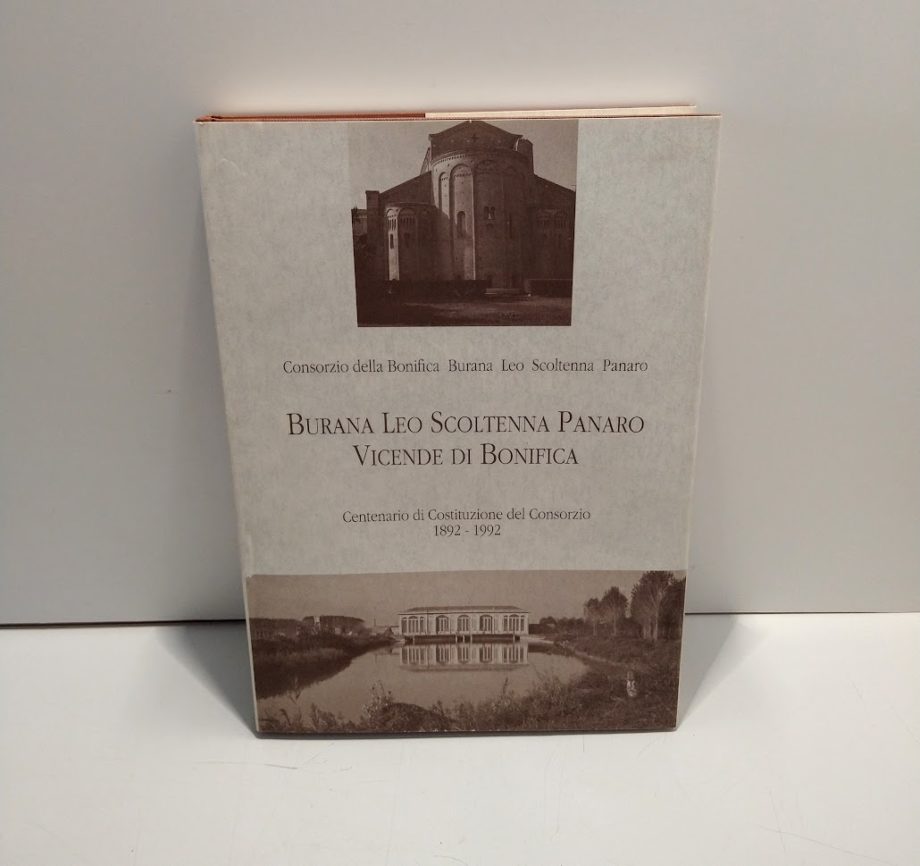 Consorzio della Bonifica Burana Leo Scoltenna Panaro
BURANA LEO SCOLTENNA PANARO
VICENDE DI BONIFICA
Centenario di Costituzione del Consorzio
1892 - 1992